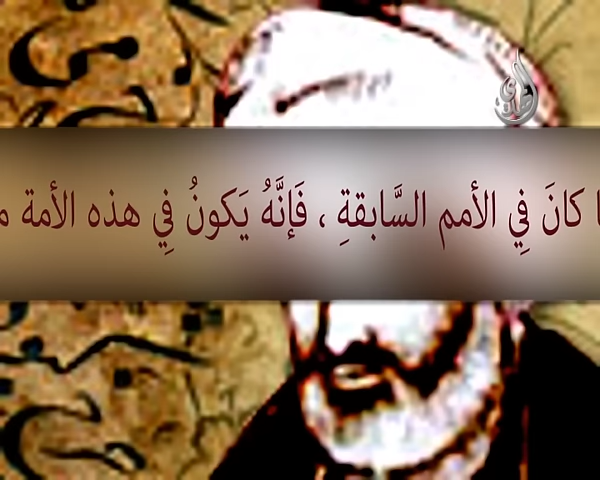 كانَ فِي الأمم السَّابقةِ ، فَإنَّهُ يَكونُ فِي هذه الأمة